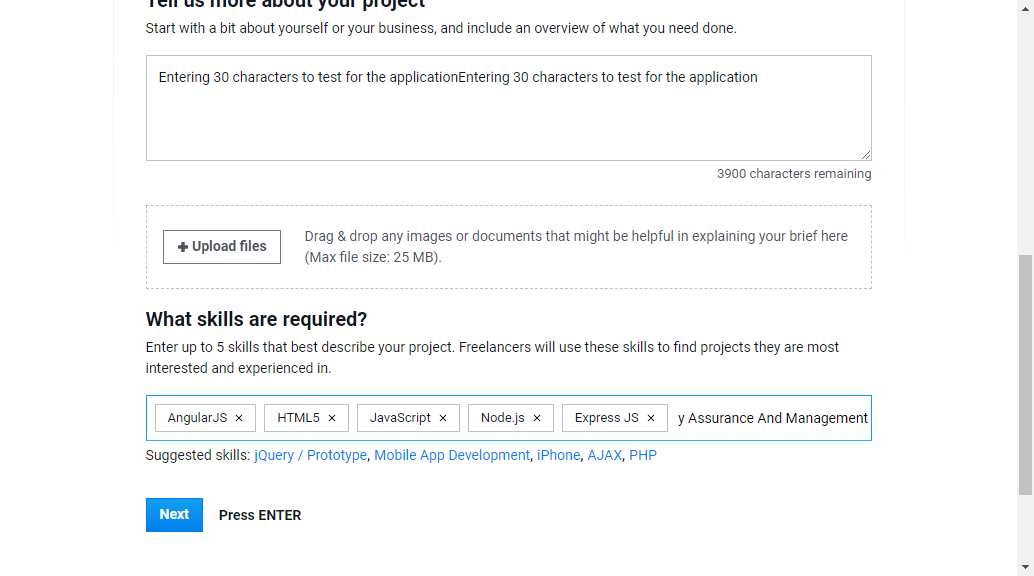 Tell us more about your project
Start with a bit about yourself or your business, and include an overview of what you need done.
Entering 30 characters to test for the applicationEntering 30 characters to test for the application
3900 characters remaining
Upload files
Drag & drop any images or documents that might be helpful in explaining your brief here
(Max file size: 25 MB).
What skills are required?
Enter up to 5 skills that best describe your project. Freelancers will use these skills to find projects they are most
interested and experienced in.
AngularJS × HTML5 × JavaScript × Node.js × Express JS × y Assurance And Management
Suggested skills: jQuery / Prototype, Mobile App Development, iPhone, AJAX, PHP
Next Press ENTER